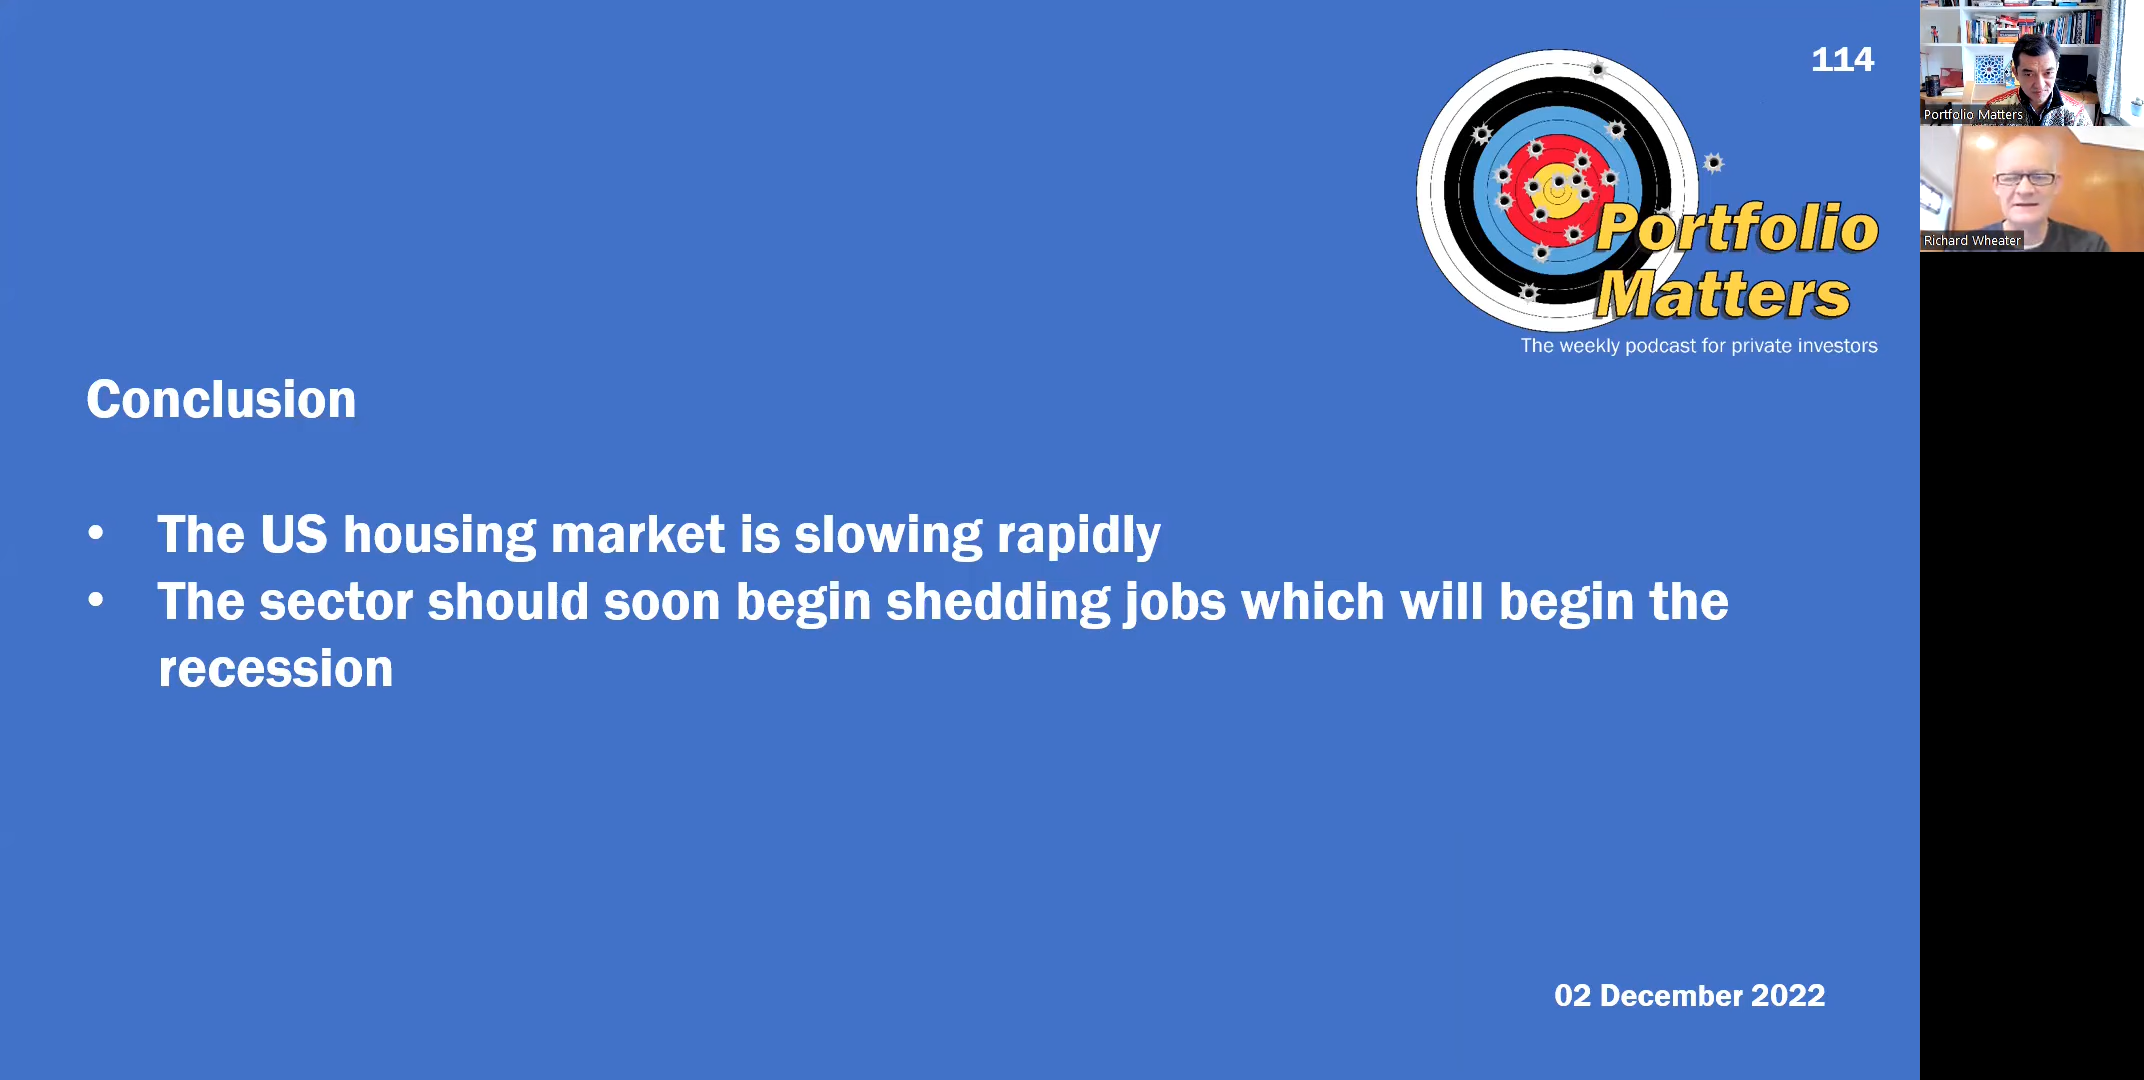 114
Portfolio
Matters
The weekly podcast for private investors
Conclusion
• The US housing market is slowing rapidly
• The sector should soon begin shedding jobs which will begin the
recession
02 December 2022
Portfolio Matters
Richard Wheater